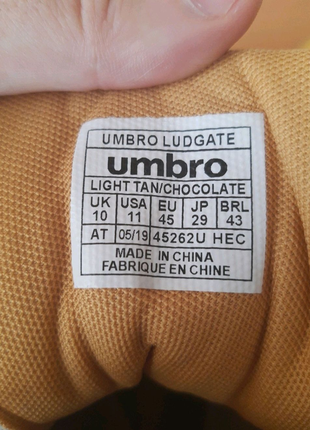 UMBRO LUDGATE
umbro
LIGHT TAN/CHOCOLATE
UK USA EU JP BRL
10 11 45 29 43
AT 05/19 45262U HEC
MADE IN CHINA
FABRIQUE EN CHINE